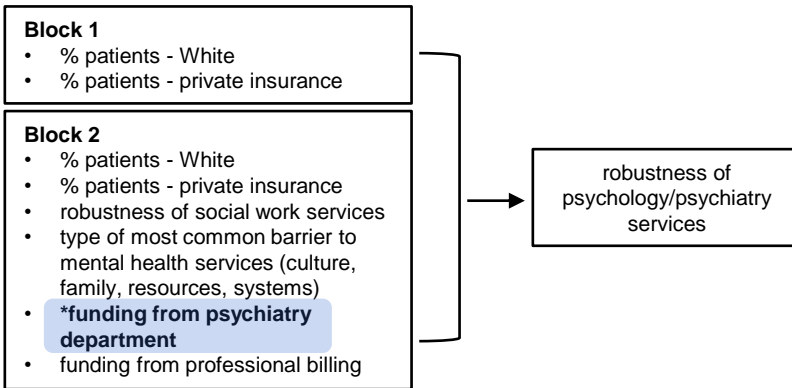 Block 1
• % patients - White
• % patients - private insurance
Block 2
• % patients - White
• % patients - private insurance
• robustness of social work services
• type of most common barrier to
mental health services (culture,
family, resources, systems)
• *funding from psychiatry
department
• funding from professional billing
robustness of
psychology/psychiatry
services